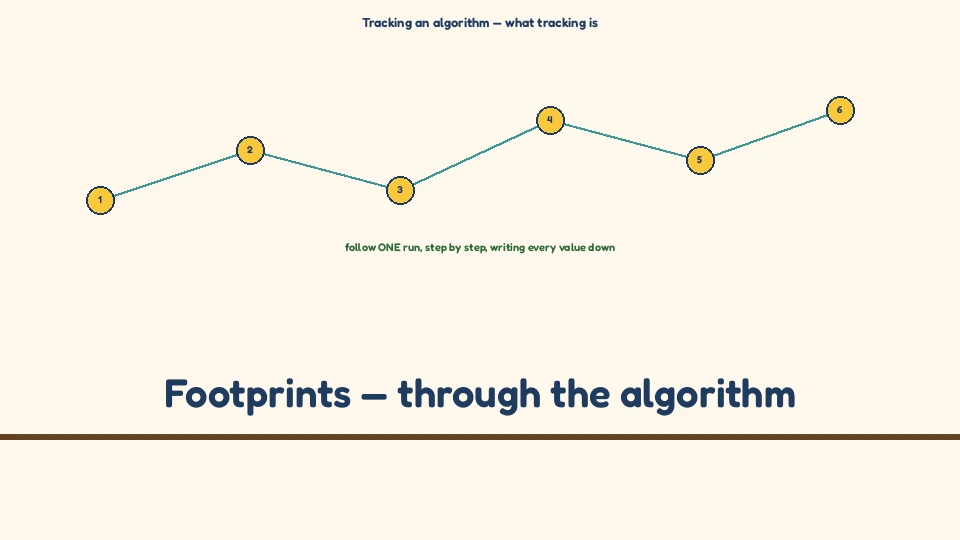 Tracking an algorithm — what tracking is
1
2
3
4
5
6
follow ONE run, step by step, writing every value down
Footprints — through the algorithm